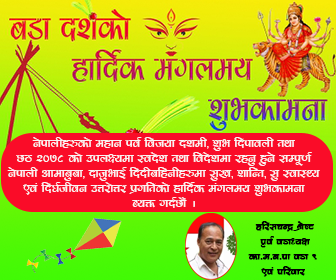 बडा दशैंको
हार्दिक मंगलमय
शुभकामना
नेपालीहरुको महान पर्व विजया दशमी, शुभ दिपावली तथा
छठ २०७८ को उपलक्ष्यमा स्वदेश तथा विदेशमा रहनु हुने सम्पूर्ण
नेपाली आमाबुबा, दाजुभाई दिदीबहिनीहरुमा सुख, शान्ति, सु स्वास्थ्य
एवं दिर्घजीवन उत्तरोत्तर प्रगतिको हार्दिक मंगलमय शुभकामना
ब्यक्त गर्दछौं ।
हरिसचन्द्र
पूर्व वडाध्यक्ष
का.म.न.पा वडा ९
एवं परिवार